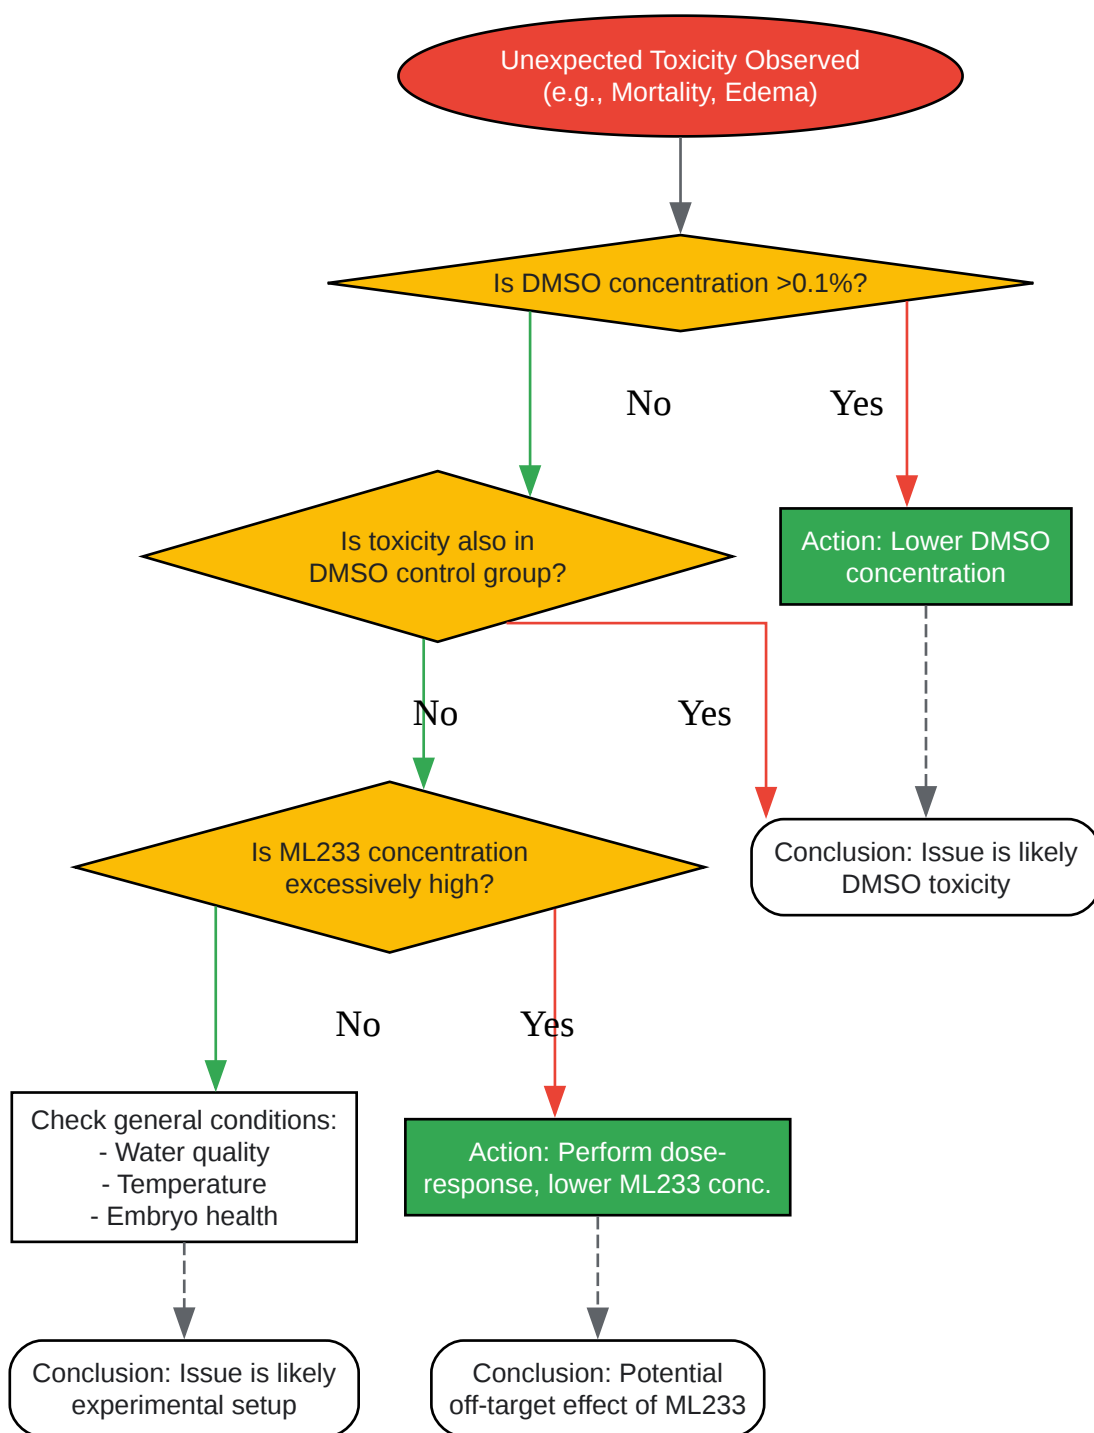 Unexpected Toxicity Observed
(e.g., Mortality, Edema)
Is DMSO concentration >0.1%?
No
Yes
Is toxicity also in
DMSO control group?
Action: Lower DMSO
concentration
No
Yes
Is ML233 concentration
excessively high?
Conclusion: Issue is likely
DMSO toxicity
No
Yes
Check general conditions:
- Water quality
- Temperature
- Embryo health
Action: Perform dose-
response, lower ML233 conc.
Conclusion: Issue is likely
experimental setup
Conclusion: Potential
off-target effect of ML233